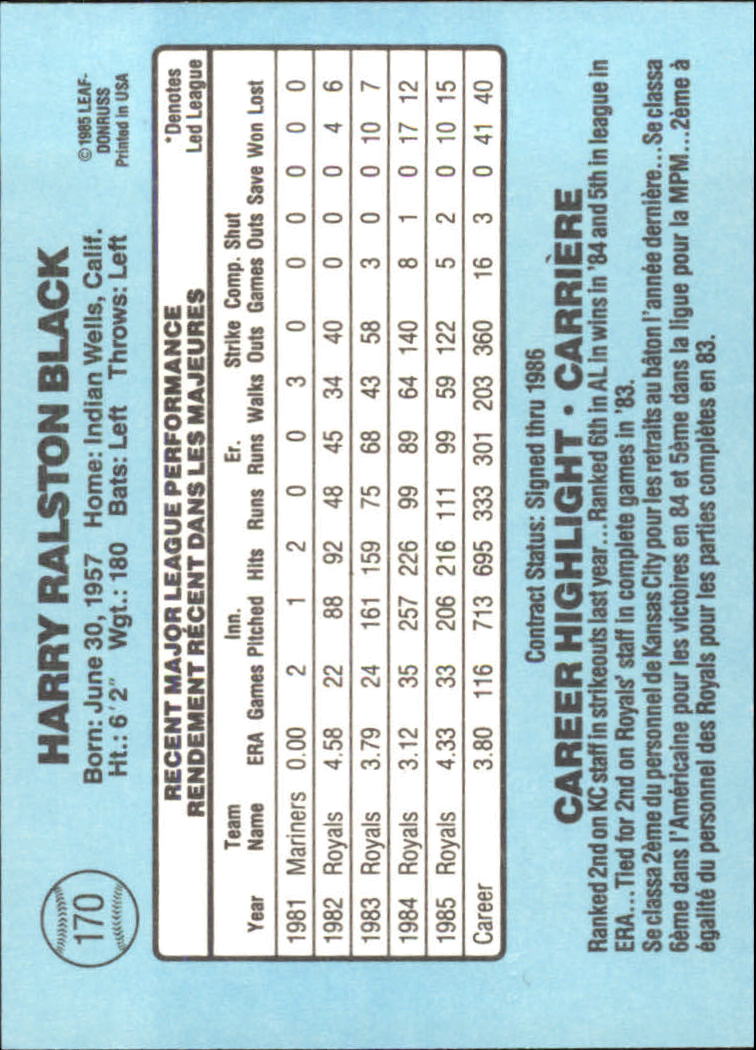 170
HARRY RALSTON BLACK
© 1985 LEAF-
DONRUSS
Printed in USA
Born: June 30, 1957 Home: Indian Wells, Calif.
Ht.: 6'2" Wgt.: 180 Bats: Left Throws: Left
RECENT MAJOR LEAGUE PERFORMANCE *Denotes
RENDEMENT RÉCENT DANS LES MAJEURES Led League
Team Inn. Er. Strike Comp. Shut
Year Name ERA Games Pitched Hits Runs Runs Walks Outs Games Outs Save Won Lost
1981 Mariners 0.00 2 1 2 0 0 3 0 0 0 0 0 0
1982 Royals 4.58 22 88 92 48 45 34 40 0 0 0 4 6
1983 Royals 3.79 24 161 159 75 68 43 58 3 0 0 10 7
1984 Royals 3.12 35 257 226 99 89 64 140 8 1 0 17 12
1985 Royals 4.33 33 206 216 111 99 59 122 5 2 0 10 15
Career 3.80 116 713 695 333 301 203 360 16 3 0 41 40
Contract Status: Signed thru 1986
CAREER HIGHLIGHT • CARRIÈRE
Ranked 2nd on KC staff in strikeouts last year...Ranked 6th in AL in wins in '84 and 5th in league in
ERA...Tied for 2nd on Royals' staff in complete games in '83.
Se classa 2ème du personnel de Kansas City pour les retraits au bâton l'année dernière...Se classa
6ème dans l'Américaine pour les victoires en 84 et 5ème dans la ligue pour la MPM...2ème à
égalité du personnel des Royals pour les parties complètes en 83.